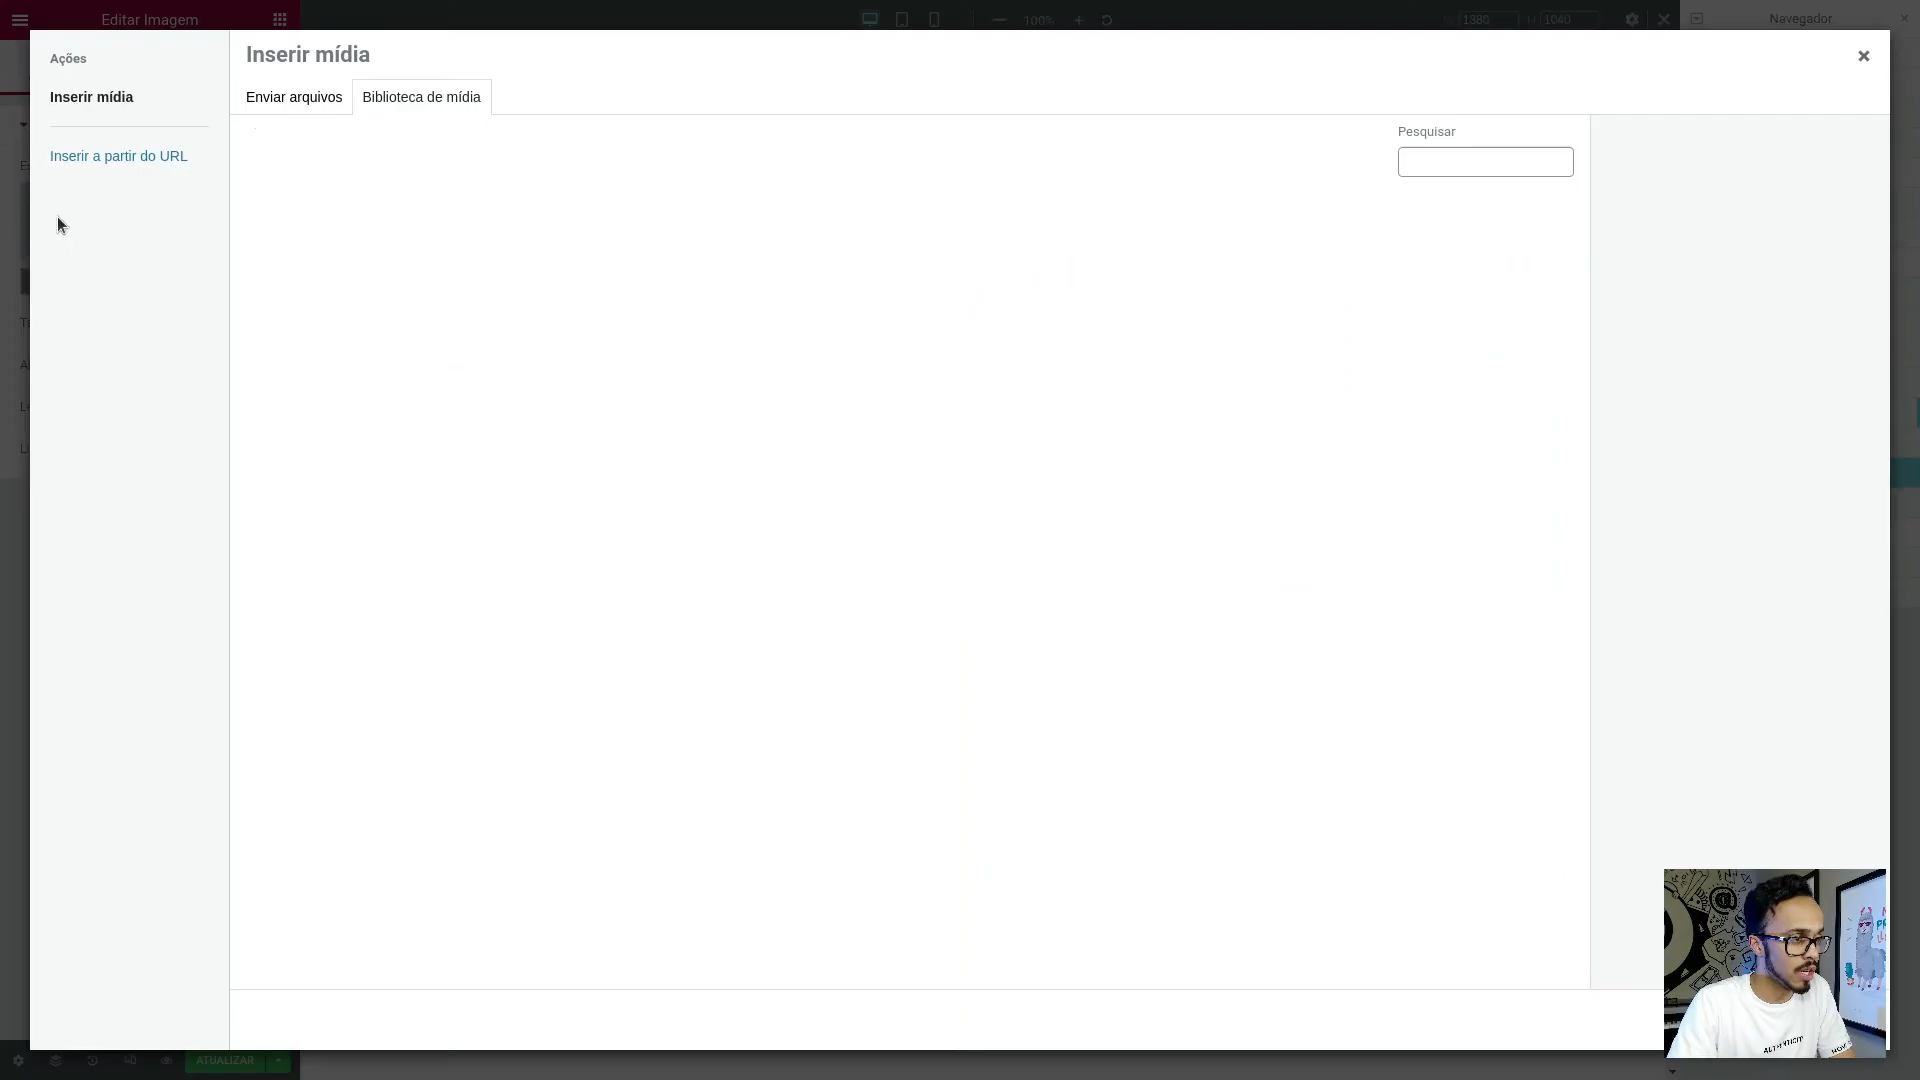 Editar Imagem
100%
1380
H
1040
Navegador
Ações
Inserir mídia
Inserir a partir do URL
Inserir mídia
Enviar arquivos
Biblioteca de mídia
Pesquisar
ATUALIZAR